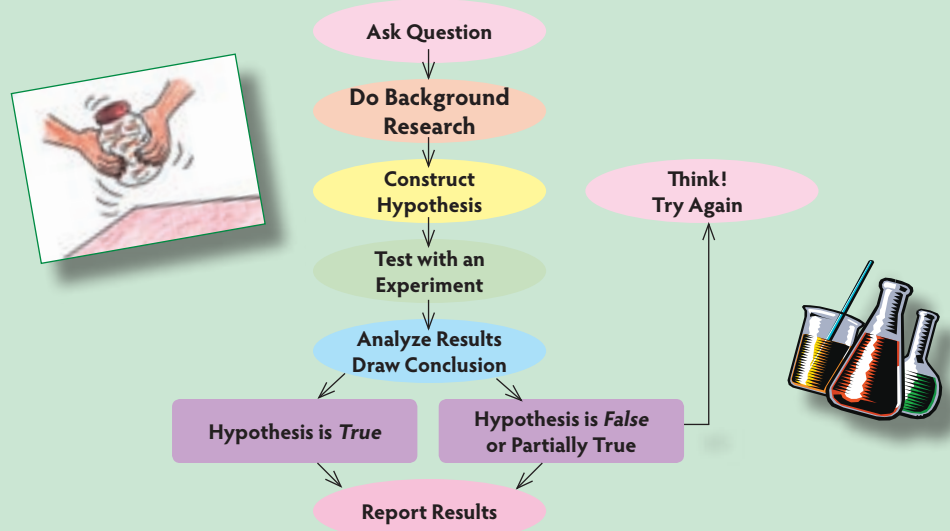 Ask Question
Do Background
Research
Construct
Hypothesis
Think!
Try Again
Test with an
Experiment
Analyze Results
Draw Conclusion
Hypothesis is True
Hypothesis is False
or Partially True
Report Results